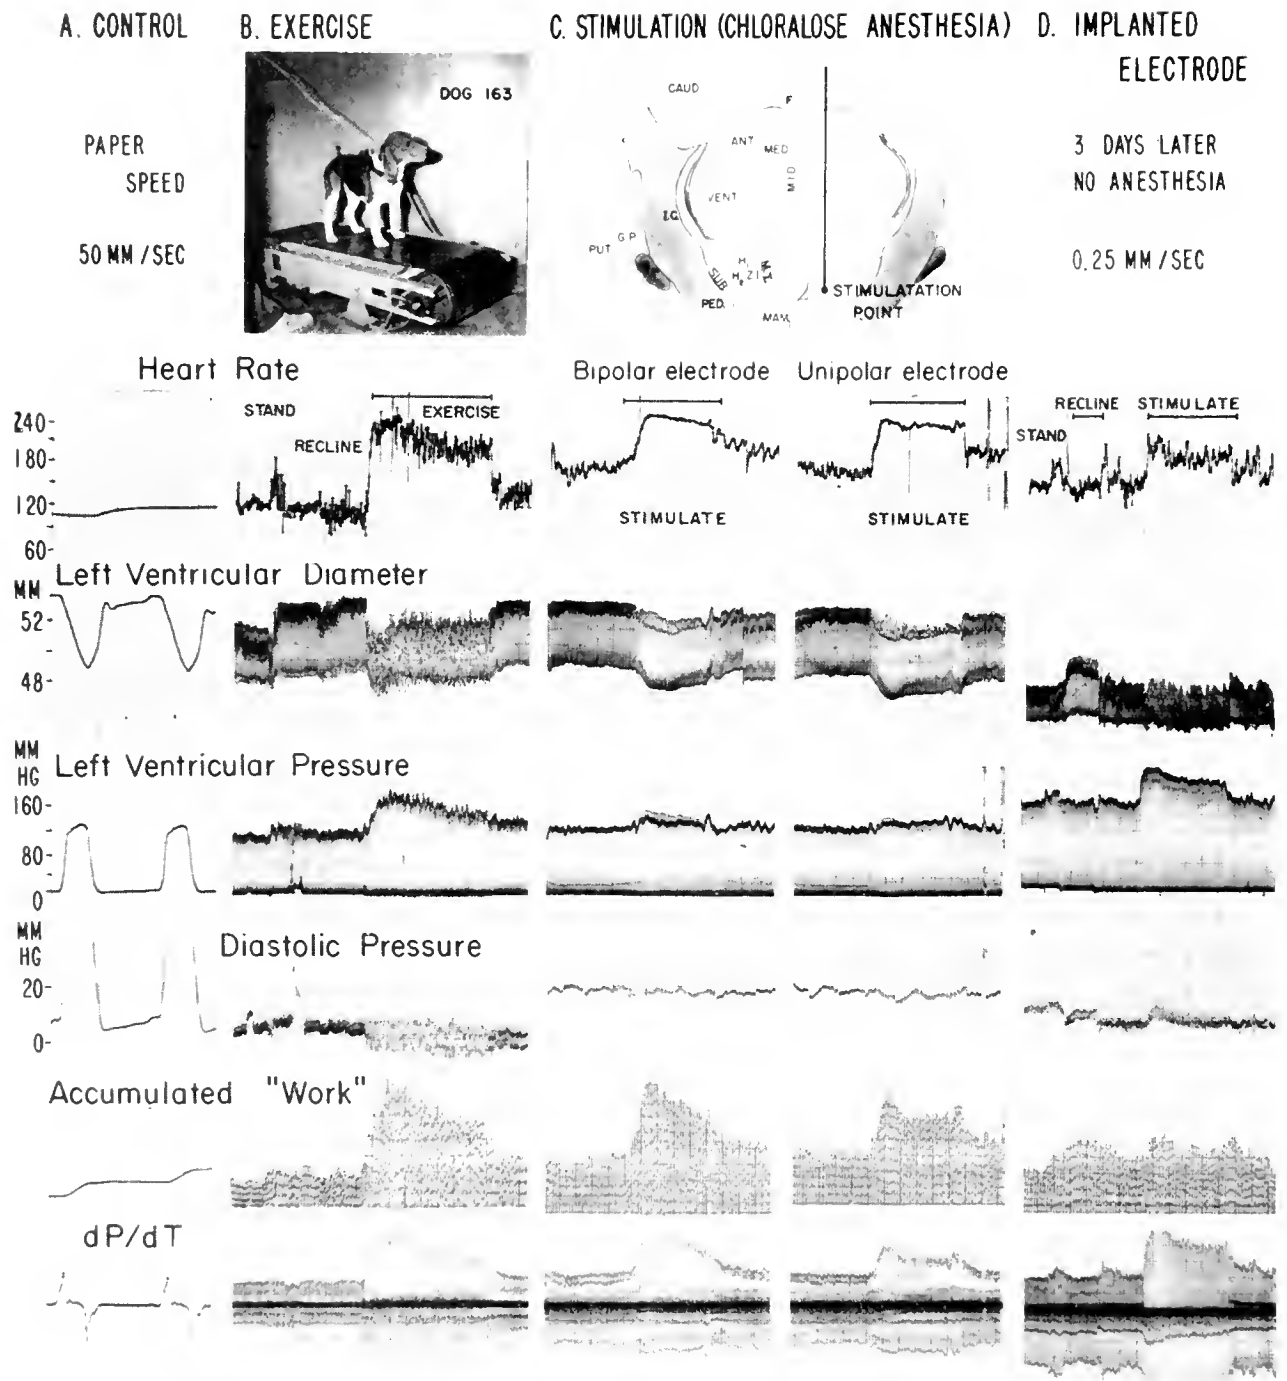 A. CONTROL
B. EXERCISE
C. STIMULATION (CHLORALOSE ANESTHESIA)
D. IMPLANTED
ELECTRODE
PAPER
SPEED
50 MM/SEC
DOG 163
CAUD
F
ANT
MED
MID
VENT
I.C.
G.P.
PUT
SUB
H₁
H₂
Z I
PED.
MAM.
STIMULATATION
POINT
3 DAYS LATER
NO ANESTHESIA
0.25 MM/SEC
Heart Rate
STAND
RECLINE
EXERCISE
Bipolar electrode
STIMULATE
Unipolar electrode
STIMULATE
STAND
RECLINE
STIMULATE
240
180
120
60
Left Ventricular Diameter
MM
52
48
Left Ventricular Pressure
MM
HG
160
80
0
Diastolic Pressure
MM
HG
20
0
Accumulated "Work"
dP/dT